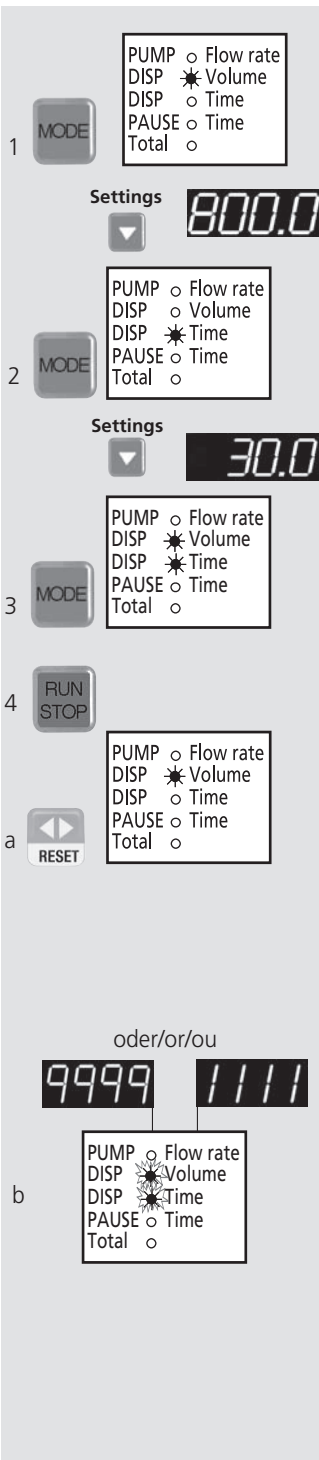 PUMP Flow rate
DISP Volume
DISP Time
PAUSE Time
Total
1 MODE
Settings
800.0
PUMP Flow rate
DISP Volume
DISP Time
PAUSE Time
Total
2 MODE
Settings
30.0
PUMP Flow rate
DISP Volume
DISP Time
PAUSE Time
Total
3 MODE
4 RUN
STOP
PUMP Flow rate
DISP Volume
DISP Time
PAUSE Time
Total
a RESET
oder/or/ou
9999 1111
PUMP Flow rate
DISP Volume
DISP Time
PAUSE Time
Total
b